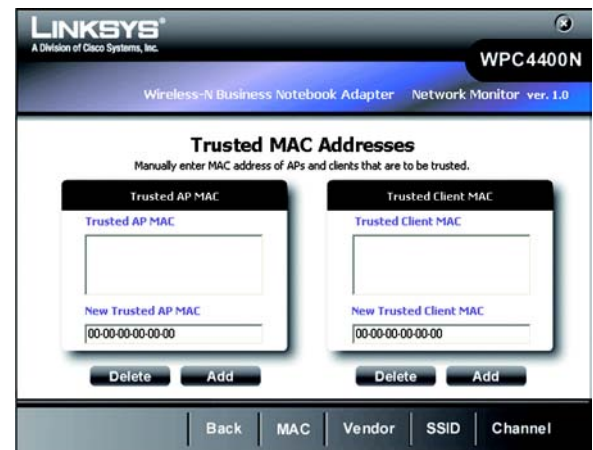 LINKSYS®
A Division of Cisco Systems, Inc.
WPC4400N
Wireless-N Business Notebook Adapter Network Monitor ver. 1.0
Trusted MAC Addresses
Manually enter MAC address of APs and clients that are to be trusted.
Trusted AP MAC
Trusted AP MAC
New Trusted AP MAC
00-00-00-00-00-00
Delete Add
Trusted Client MAC
Trusted Client MAC
New Trusted Client MAC
00-00-00-00-00-00
Delete Add
Back MAC Vendor SSID Channel